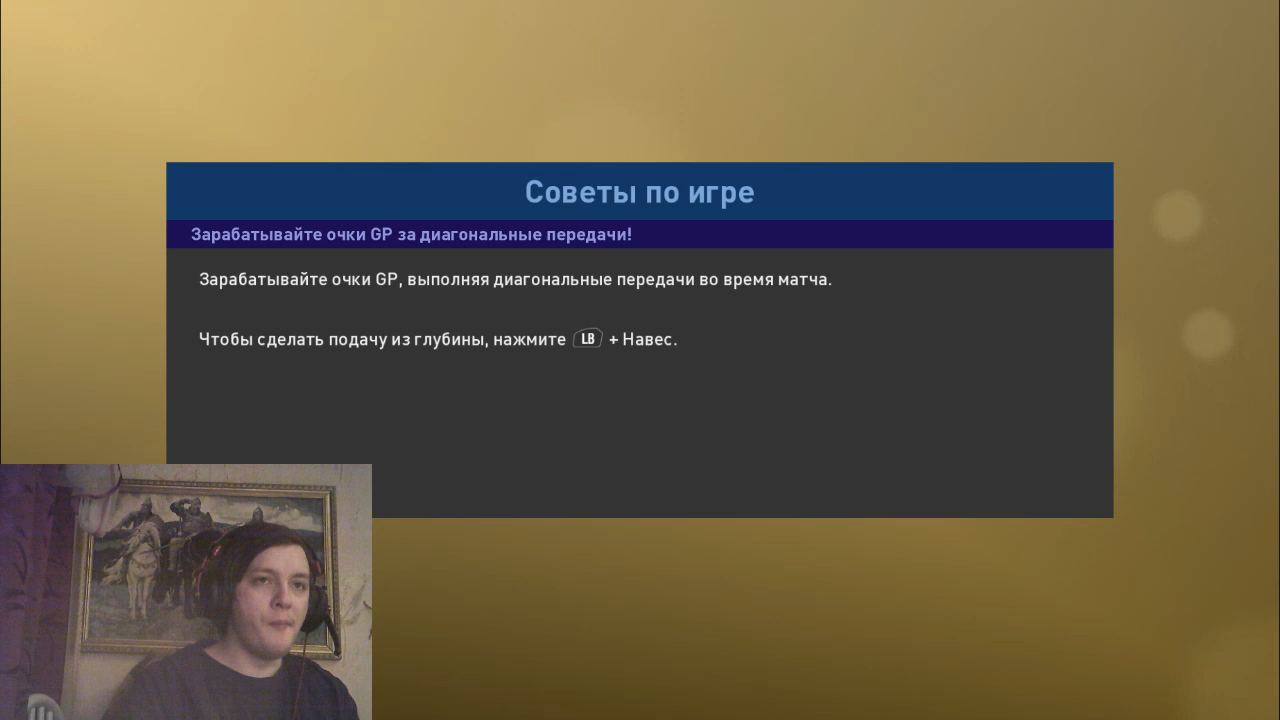 Советы по игре
Зарабатывайте очки GP за диагональные передачи!
Зарабатывайте очки GP, выполняя диагональные передачи во время матча.
Чтобы сделать подачу из глубины, нажмите LB + Навес.